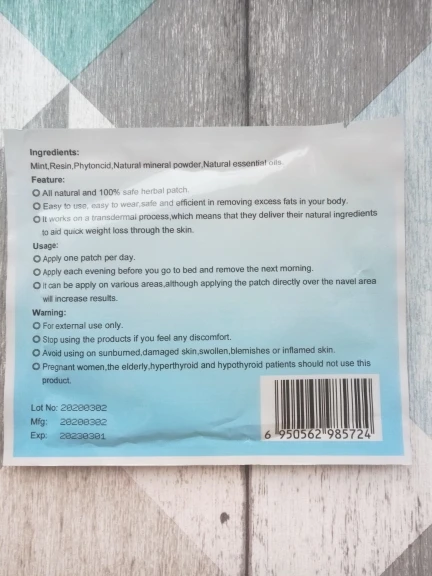 Ingredients:
Mint,Resin,Phytoncid,Natural mineral powder,Natural essential oils.
Feature:
All natural and 100% safe herbal patch.
Easy to use, easy to wear,safe and efficient in removing excess fats in your body.
It works on a transdermal process,which means that they deliver their natural ingredients
to aid quick weight loss through the skin.
Usage:
Apply one patch per day.
Apply each evening before you go to bed and remove the next morning.
It can be apply on various areas,although applying the patch directly over the navel area
will increase results.
Warning:
For external use only.
Stop using the products if you feel any discomfort.
Avoid using on sunburned,damaged skin,swollen,blemishes or inflamed skin.
Pregnant women,the elderly,hyperthyroid and hypothyroid patients should not use this
product.
Lot No: 20200302
Mfg: 20200302
Exp: 20230301
6 950562 985724